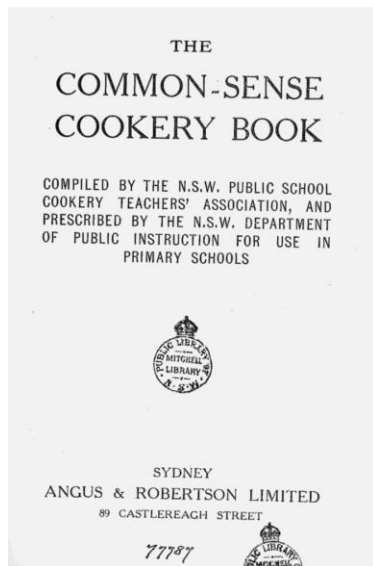 THE
COMMON-SENSE
COOKERY BOOK
COMPILED BY THE N.S.W. PUBLIC SCHOOL
COOKERY TEACHERS' ASSOCIATION, AND
PRESCRIBED BY THE N.S.W. DEPARTMENT
OF PUBLIC INSTRUCTION FOR USE IN
PRIMARY SCHOOLS
PUBLIC LIBRARY OF
MITCHELL
LIBRARY
N.S.W.
SYDNEY
ANGUS & ROBERTSON LIMITED
89 CASTLEREAGH STREET
77787
LIBRARY